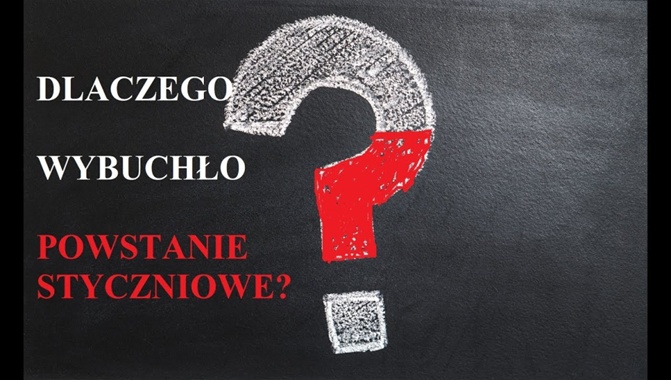 DLACZEGO
WYBUCHŁO
POWSTANIE
STYCZNIOWE?